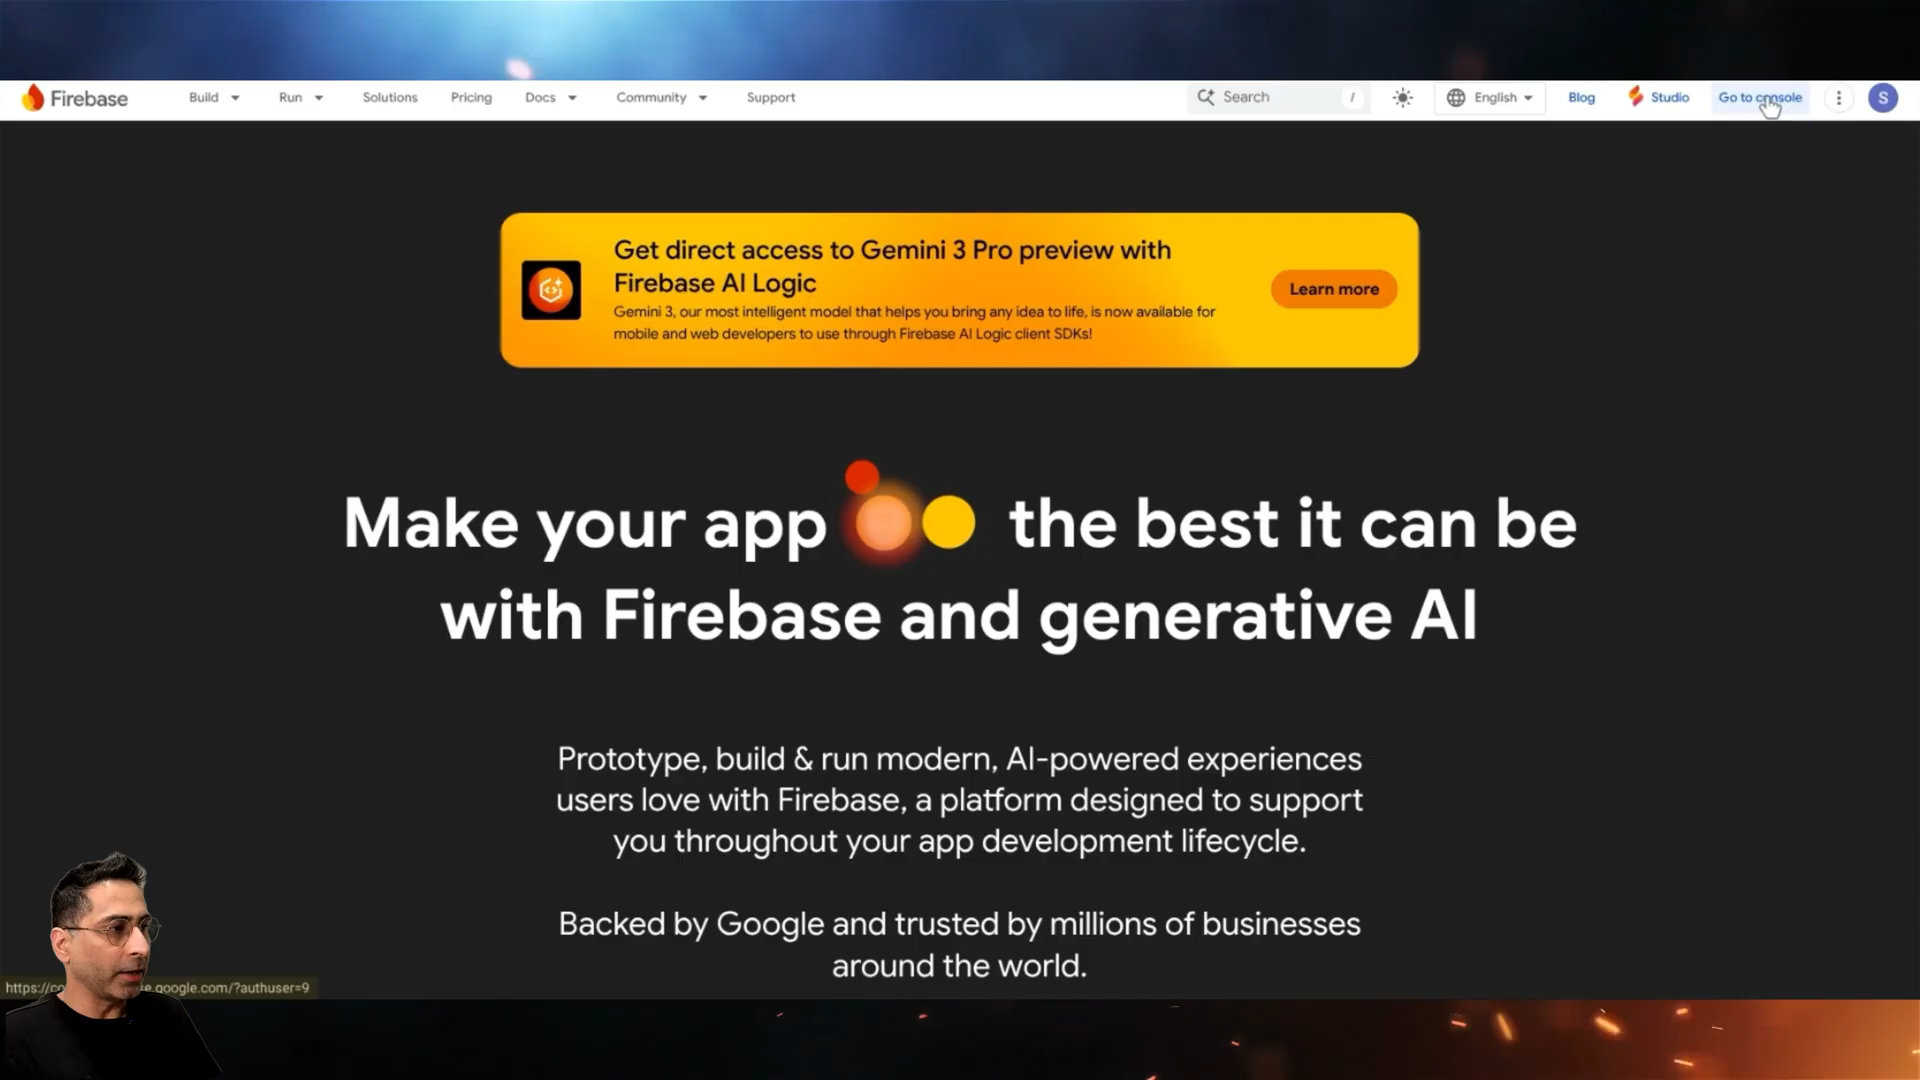 Firebase
Build
Run
Solutions
Pricing
Docs
Community
Support
Search
/
English
Blog
Studio
Go to console
S
Get direct access to Gemini 3 Pro preview with
Firebase AI Logic
Gemini 3, our most intelligent model that helps you bring any idea to life, is now available for
mobile and web developers to use through Firebase AI Logic client SDKs!
Learn more
Make your app the best it can be
with Firebase and generative AI
Prototype, build & run modern, AI-powered experiences
users love with Firebase, a platform designed to support
you throughout your app development lifecycle.
Backed by Google and trusted by millions of businesses
around the world.
google.com/?authuser=9